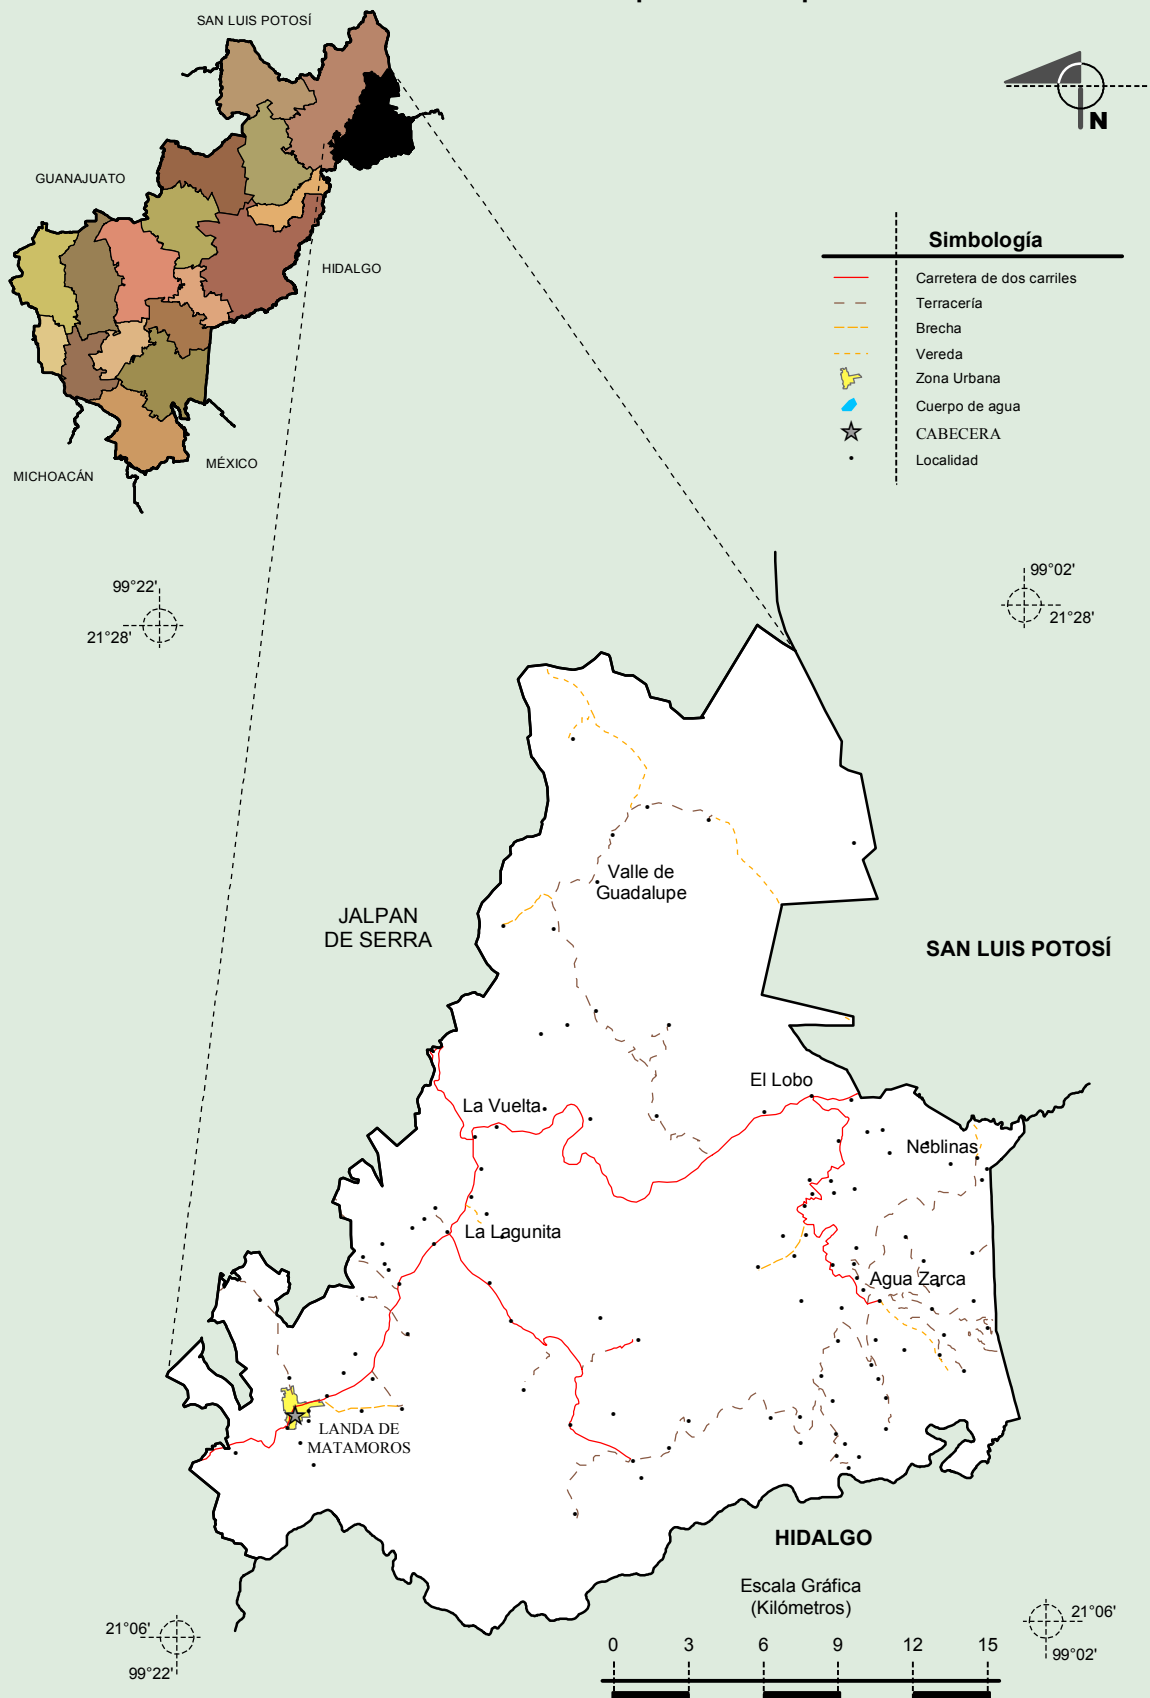 SAN LUIS POTOSÍ
GUANAJUATO
HIDALGO
MÉXICO
MICHOACÁN
N
Simbología
Carretera de dos carriles
Terracería
Brecha
Vereda
Zona Urbana
Cuerpo de agua
CABECERA
Localidad
99°22'
21°28'
99°02'
21°28'
Valle de
Guadalupe
JALPAN
DE SERRA
SAN LUIS POTOSÍ
El Lobo
La Vuelta
Neblinas
La Lagunita
Agua Zarca
LANDA DE
MATAMOROS
HIDALGO
Escala Gráfica
(Kilómetros)
0 3 6 9 12 15
21°06'
99°22'
21°06'
99°02'